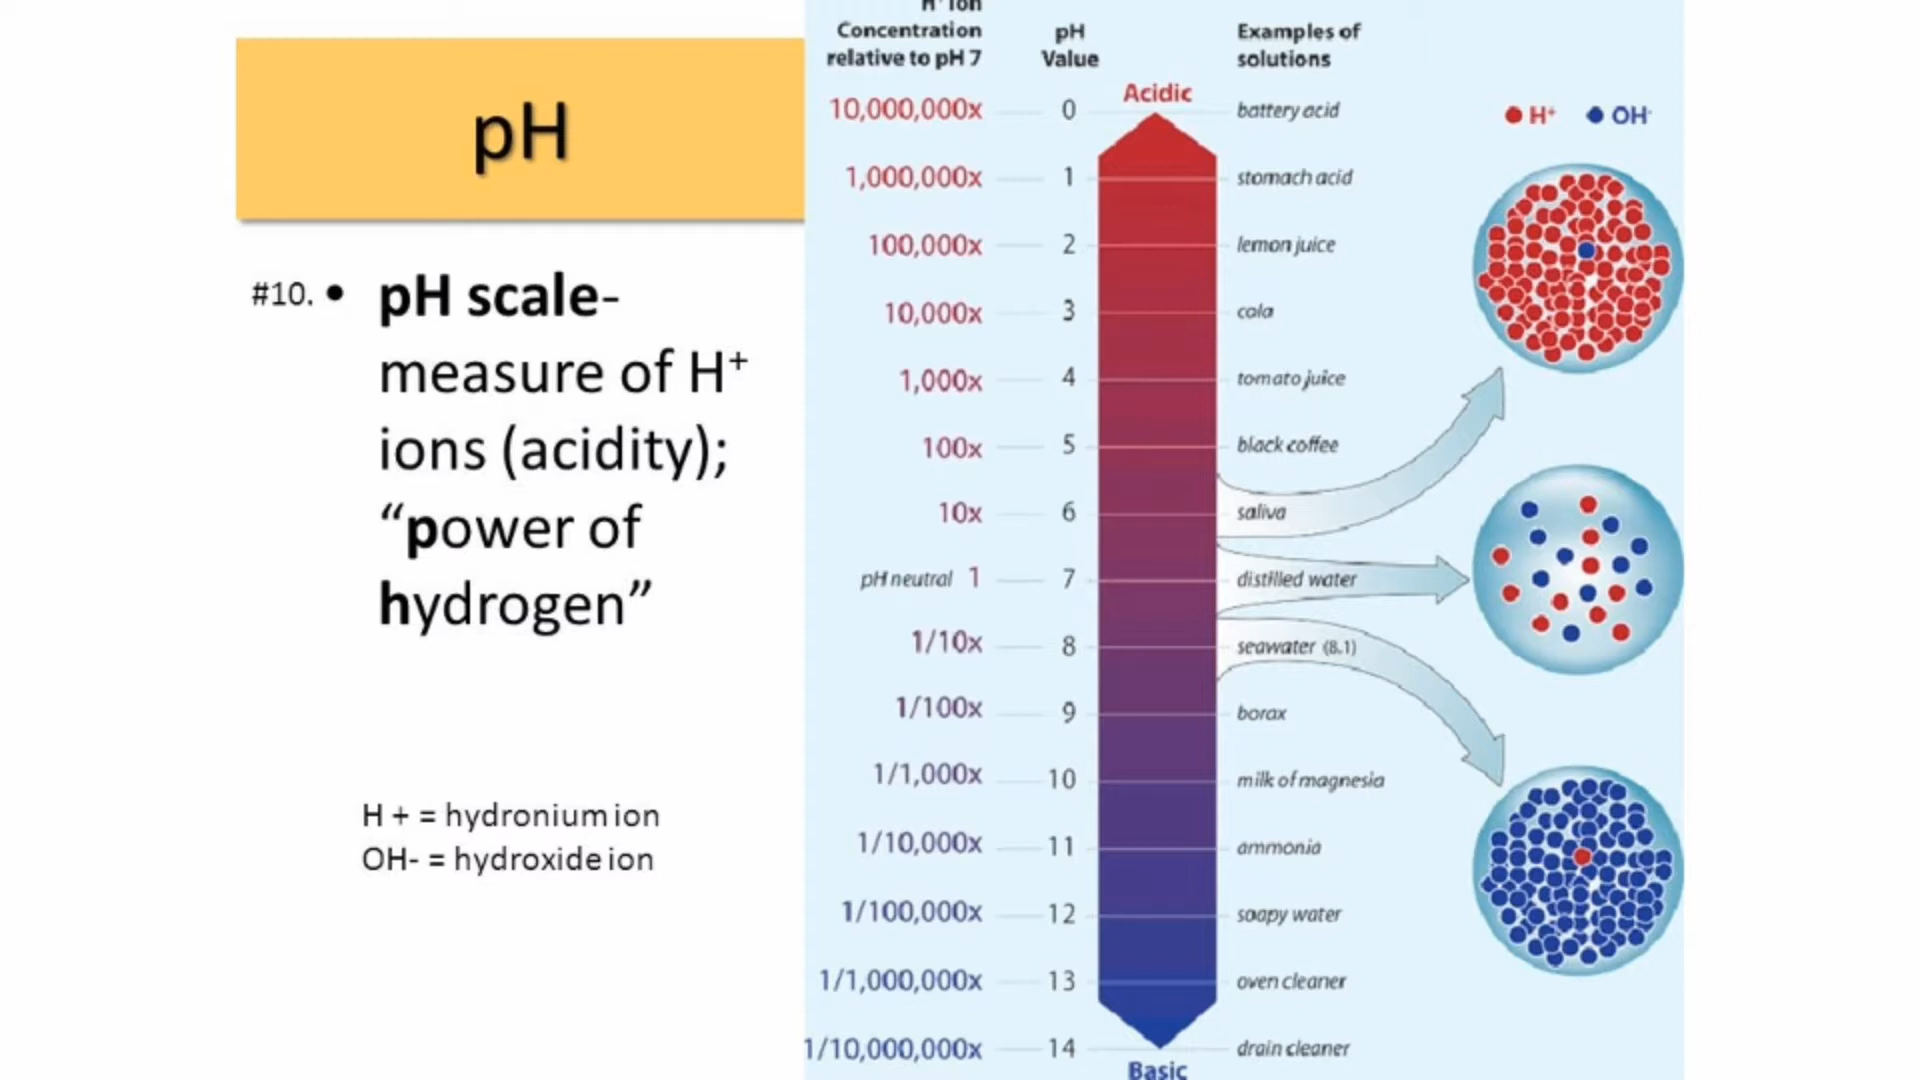 pH
#10. • pH scale-
measure of H⁺
ions (acidity);
“power of
hydrogen”
H + = hydronium ion
OH- = hydroxide ion
H⁺ Ion
Concentration
relative to pH 7
pH
Value
Examples of
solutions
Acidic
H⁺ OH⁻
10,000,000x 0 battery acid
1,000,000x 1 stomach acid
100,000x 2 lemon juice
10,000x 3 cola
1,000x 4 tomato juice
100x 5 black coffee
10x 6 saliva
pH neutral 1 7 distilled water
1/10x 8 seawater (8.1)
1/100x 9 borax
1/1,000x 10 milk of magnesia
1/10,000x 11 ammonia
1/100,000x 12 soapy water
1/1,000,000x 13 oven cleaner
1/10,000,000x 14 drain cleaner
Basic